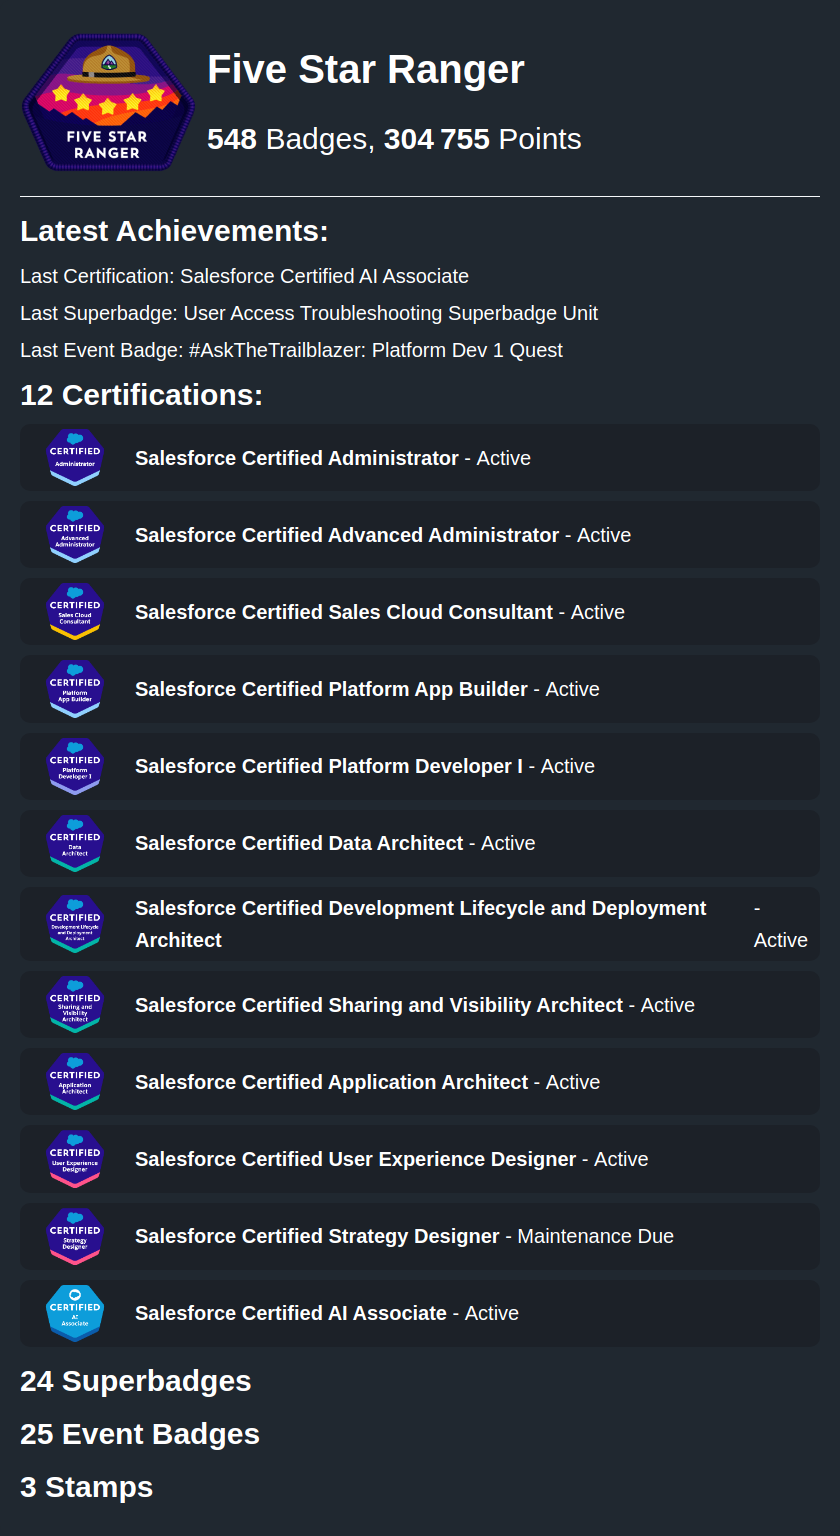 Five Star Ranger
FIVE STAR
RANGER
548 Badges, 304 755 Points
Latest Achievements:
Last Certification: Salesforce Certified AI Associate
Last Superbadge: User Access Troubleshooting Superbadge Unit
Last Event Badge: #AskTheTrailblazer: Platform Dev 1 Quest
12 Certifications:
CERTIFIED
Administrator
Salesforce Certified Administrator - Active
CERTIFIED
Advanced
Administrator
Salesforce Certified Advanced Administrator - Active
CERTIFIED
Sales Cloud
Consultant
Salesforce Certified Sales Cloud Consultant - Active
CERTIFIED
Platform
App Builder
Salesforce Certified Platform App Builder - Active
CERTIFIED
Platform
Developer I
Salesforce Certified Platform Developer I - Active
CERTIFIED
Data
Architect
Salesforce Certified Data Architect - Active
CERTIFIED
Development Lifecycle
and Deployment
Architect
Salesforce Certified Development Lifecycle and Deployment -
Architect Active
CERTIFIED
Sharing and
Visibility
Architect
Salesforce Certified Sharing and Visibility Architect - Active
CERTIFIED
Application
Architect
Salesforce Certified Application Architect - Active
CERTIFIED
User Experience
Designer
Salesforce Certified User Experience Designer - Active
CERTIFIED
Strategy
Designer
Salesforce Certified Strategy Designer - Maintenance Due
CERTIFIED
AI
Associate
Salesforce Certified AI Associate - Active
24 Superbadges
25 Event Badges
3 Stamps